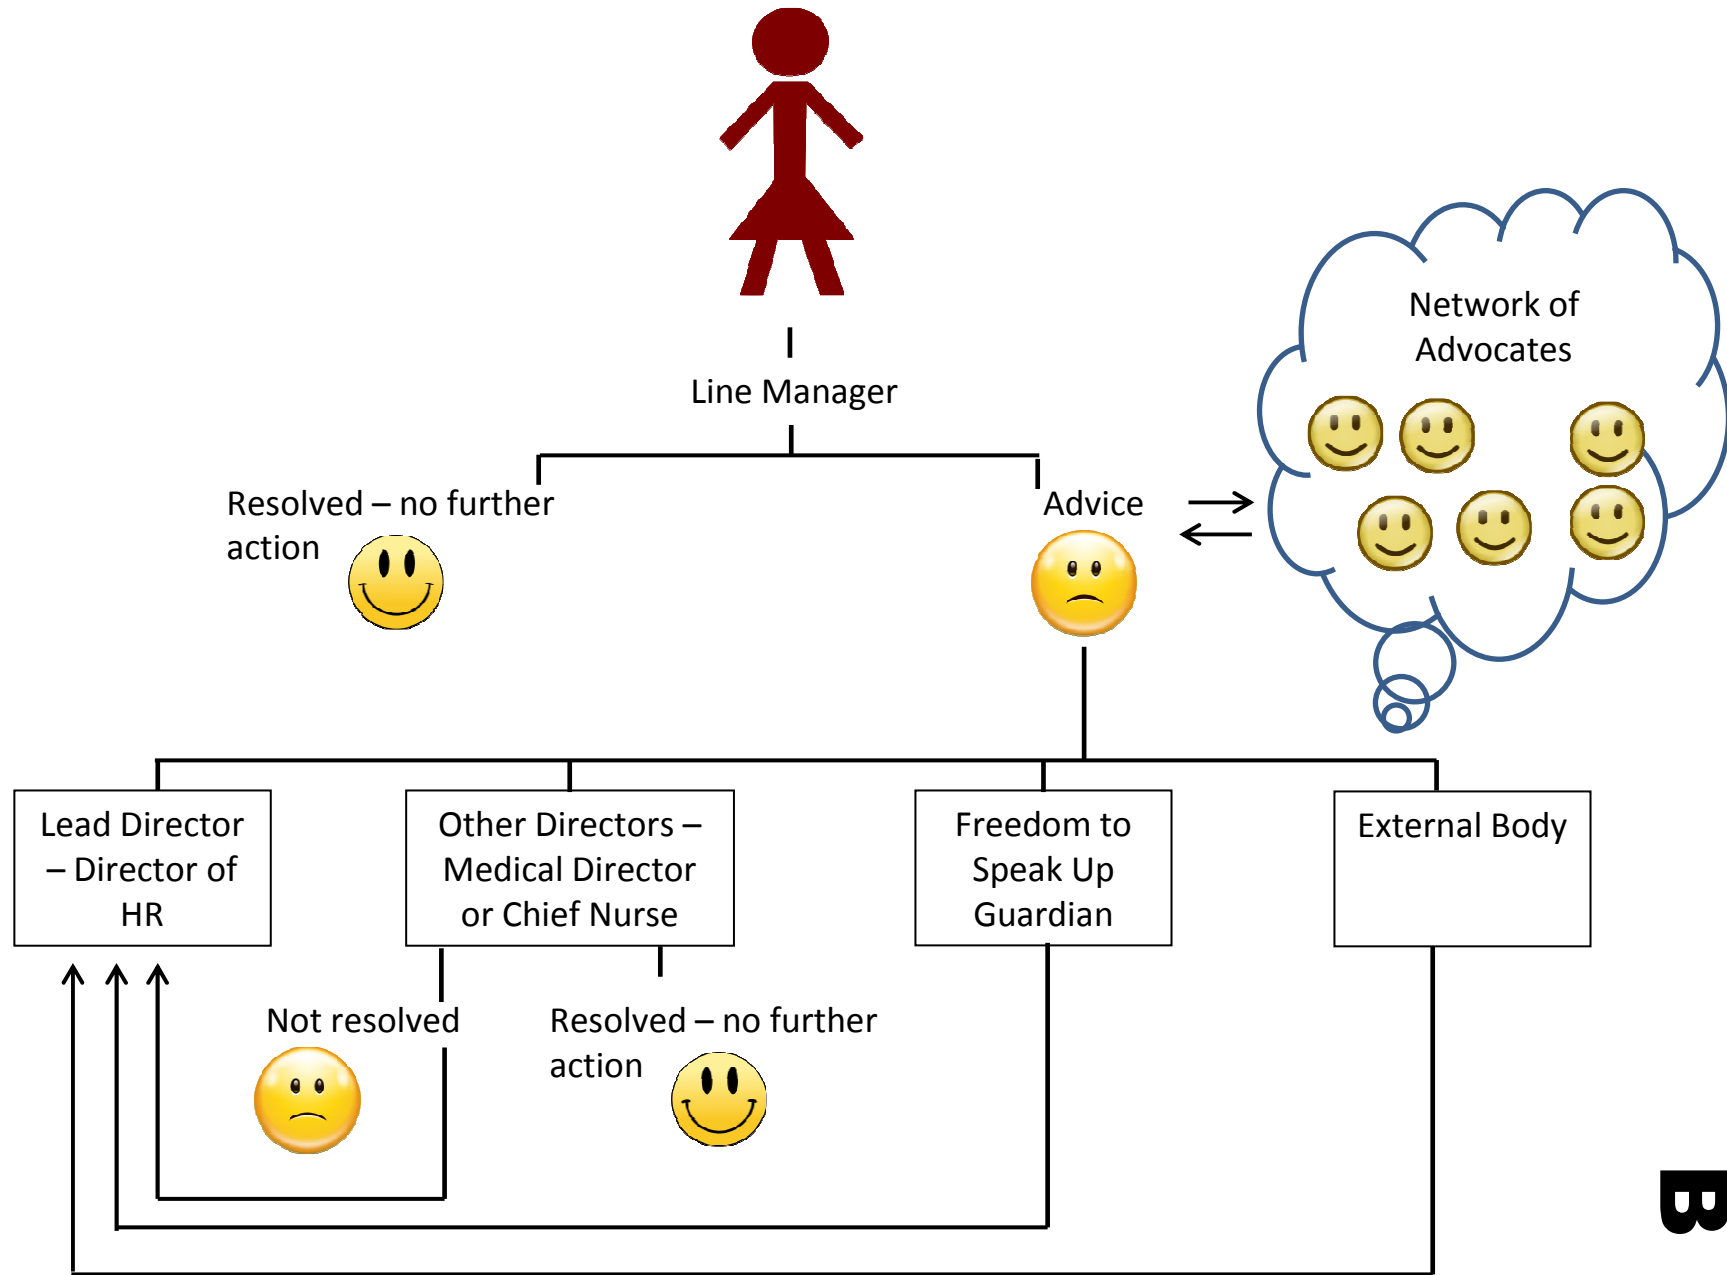 Network of
Advocates
Line Manager
Resolved – no further
action
Advice
Lead Director
– Director of
HR
Other Directors –
Medical Director
or Chief Nurse
Freedom to
Speak Up
Guardian
External Body
Not resolved
Resolved – no further
action
B